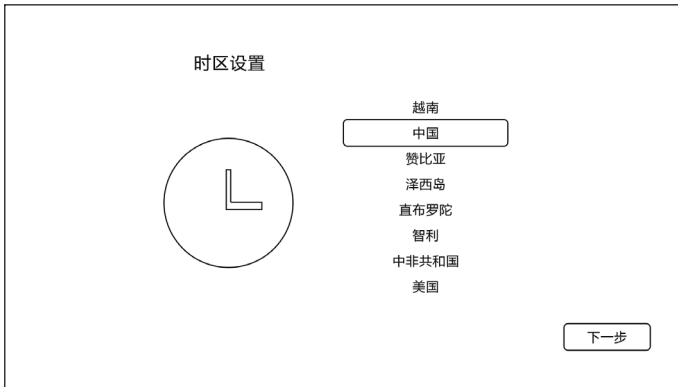 时区设置
越南
中国
赞比亚
泽西岛
直布罗陀
智利
中非共和国
美国
下一步